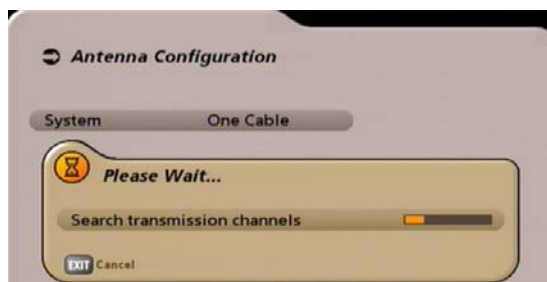 Antenna Configuration
System One Cable
Please Wait...
Search transmission channels
EXIT Cancel